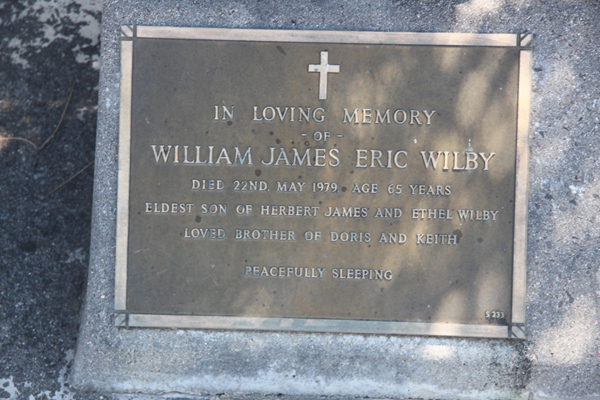 IN LOVING MEMORY
- OF -
WILLIAM JAMES ERIC WILBY
DIED 22ND. MAY 1979. AGE 65 YEARS
ELDEST SON OF HERBERT JAMES AND ETHEL WILBY
LOVED BROTHER OF DORIS AND KEITH
PEACEFULLY SLEEPING
S 233